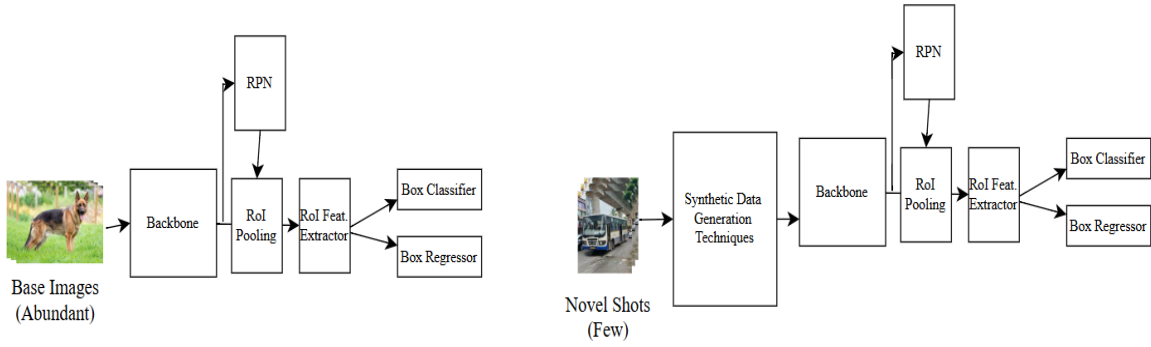 RPN
Backbone
RoI
Pooling
RoI Feat.
Extractor
Box Classifier
Box Regressor
Base Images
(Abundant)
RPN
Synthetic Data
Generation
Techniques
Backbone
RoI
Pooling
RoI Feat.
Extractor
Box Classifier
Box Regressor
Novel Shots
(Few)